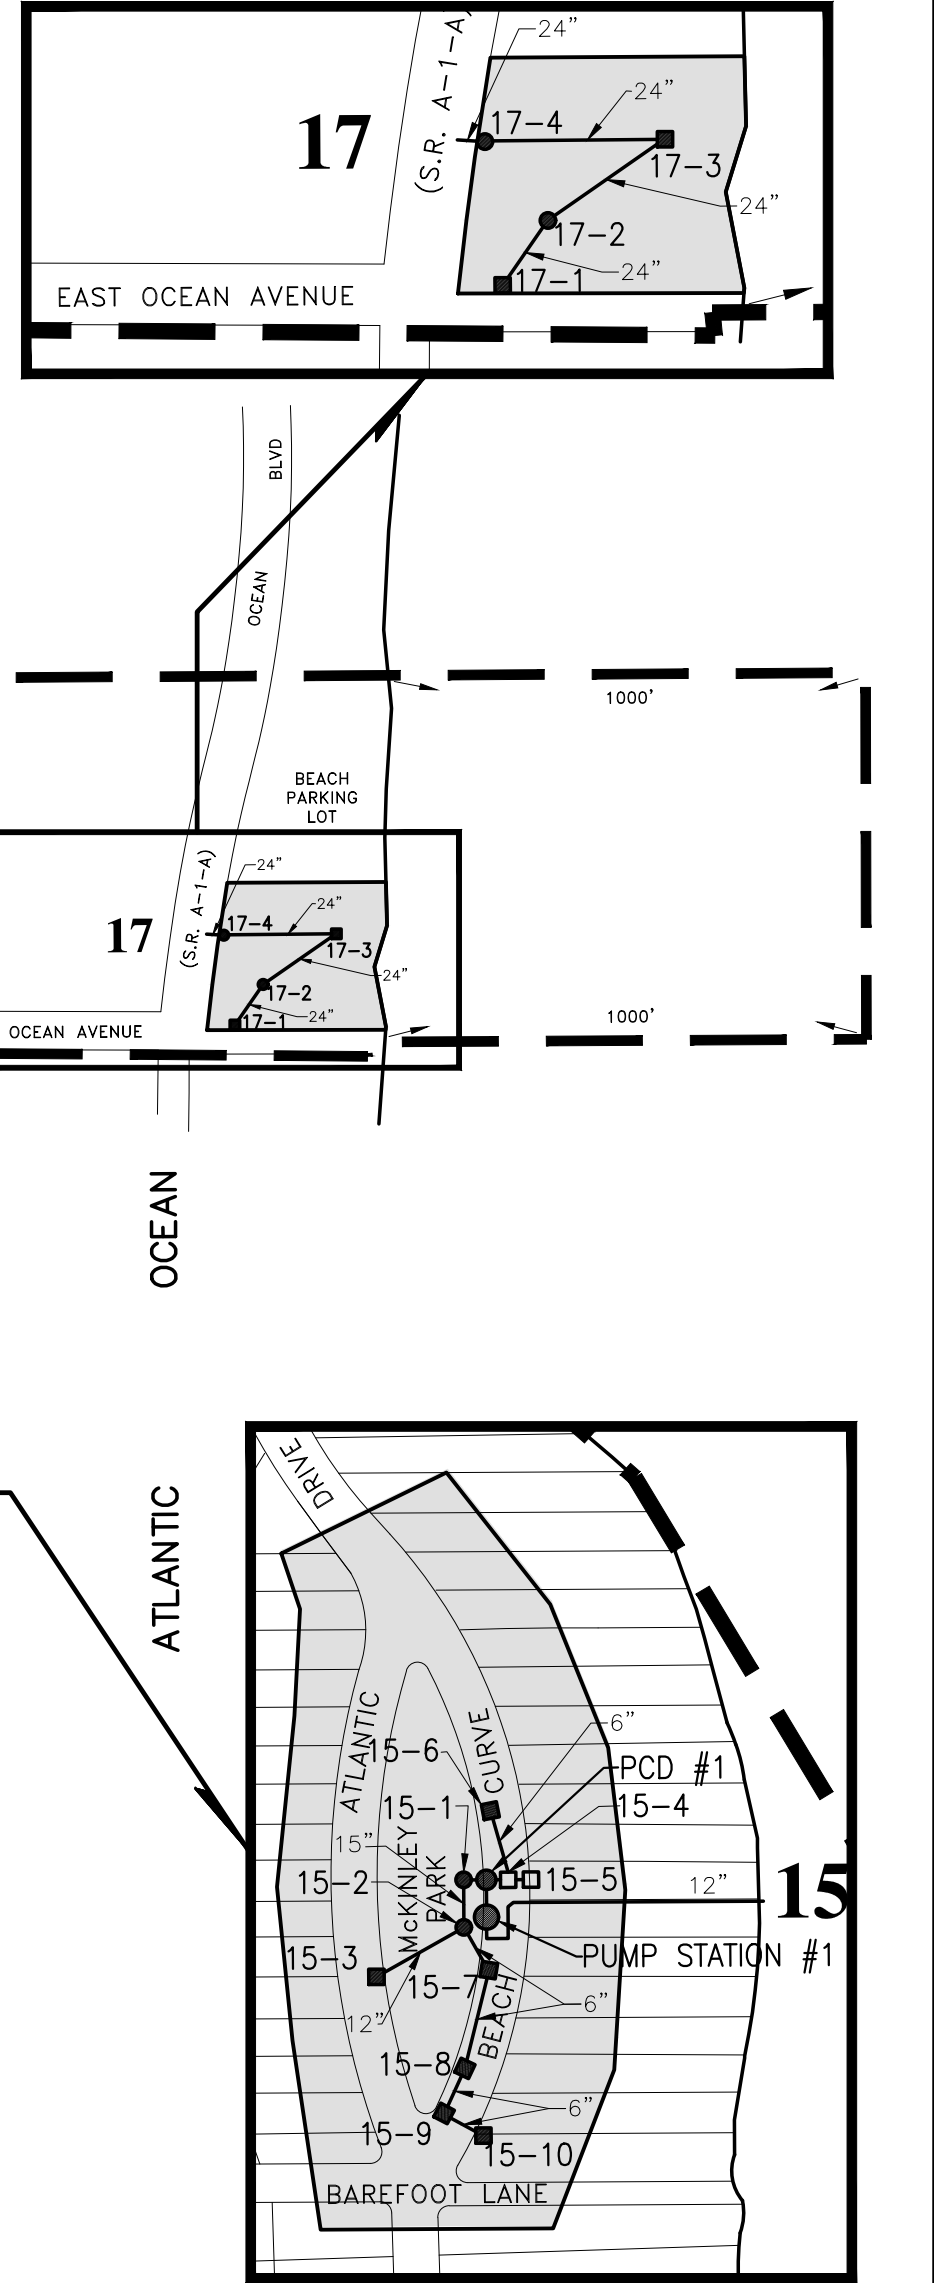 24"
(S.R. A-1-A)
17
17-4
24"
17-3
24"
17-2
24"
17-1
EAST OCEAN AVENUE
BLVD
OCEAN
1000'
BEACH
PARKING
LOT
(S.R. A-1-A)
24"
17
17-4
24"
17-3
24"
17-2
24"
17-1
OCEAN AVENUE
1000'
OCEAN
ATLANTIC
DRIVE
ATLANTIC
CURVE
6"
15-6
PCD #1
15-1
15-4
15"
McKINLEY
PARK
15-2
15-5
12"
15
15-3
PUMP STATION #1
15-7
6"
12"
BEACH
15-8
6"
15-9
15-10
BAREFOOT LANE